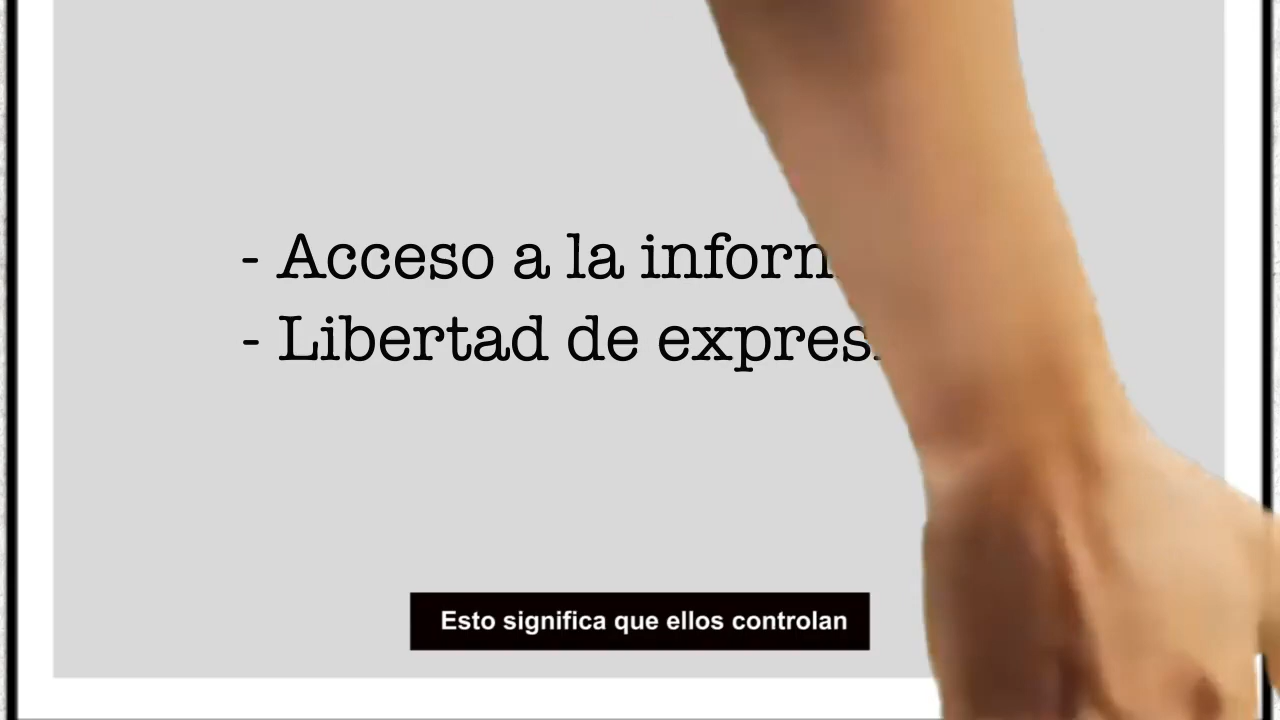 - Acceso a la
- Libertad de
Esto significa que ellos controlan